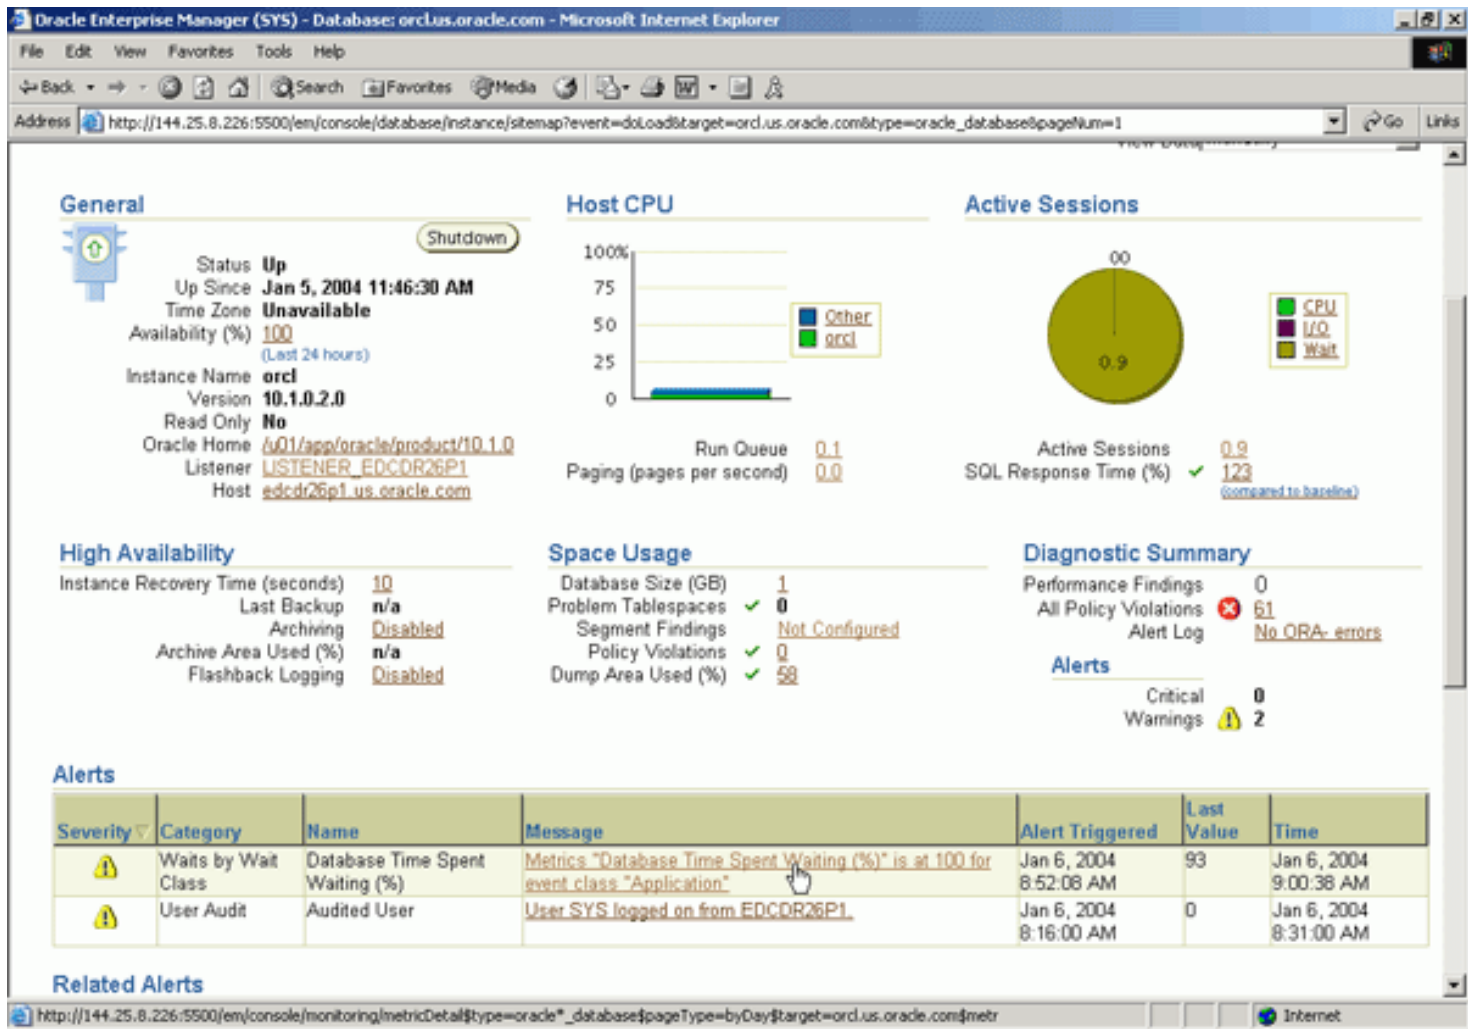 Oracle Enterprise Manager (SYS) - Database: orcl.us.oracle.com - Microsoft Internet Explorer
File Edit View Favorites Tools Help
Back Search Favorites Media
Address http://144.25.8.226:5500/em/console/database/instance/sitemap?event=doLoad&target=orcl.us.oracle.com&type=oracle_database&pageNum=1 Go Links
General
Shutdown
Status Up
Up Since Jan 5, 2004 11:46:30 AM
Time Zone Unavailable
Availability (%) 100
(Last 24 hours)
Instance Name orcl
Version 10.1.0.2.0
Read Only No
Oracle Home /u01/app/oracle/product/10.1.0
Listener LISTENER_EDCDR26P1
Host edcdr26p1.us.oracle.com
Host CPU
100%
75
50
25
0
Other
orcl
Run Queue 0.1
Paging (pages per second) 0.0
Active Sessions
00
0.9
CPU
I/O
Wait
Active Sessions 0.9
SQL Response Time (%) 123
(compared to baseline)
High Availability
Instance Recovery Time (seconds) 10
Last Backup n/a
Archiving Disabled
Archive Area Used (%) n/a
Flashback Logging Disabled
Space Usage
Database Size (GB) 1
Problem Tablespaces 0
Segment Findings Not Configured
Policy Violations 0
Dump Area Used (%) 58
Diagnostic Summary
Performance Findings 0
All Policy Violations 61
Alert Log No ORA- errors
Alerts
Critical 0
Warnings 2
Alerts
Severity Category Name Message Alert Triggered Last Value Time
Waits by Wait Class Database Time Spent Waiting (%) Metrics "Database Time Spent Waiting (%)" is at 100 for event class "Application" Jan 6, 2004 8:52:08 AM 93 Jan 6, 2004 9:00:38 AM
User Audit Audited User User SYS logged on from EDCDR26P1. Jan 6, 2004 8:16:00 AM 0 Jan 6, 2004 8:31:00 AM
Related Alerts
http://144.25.8.226:5500/em/console/monitoring/metricDetail$type=oracle*_database$pageType=byDay$target=orcl.us.oracle.com$metr Internet